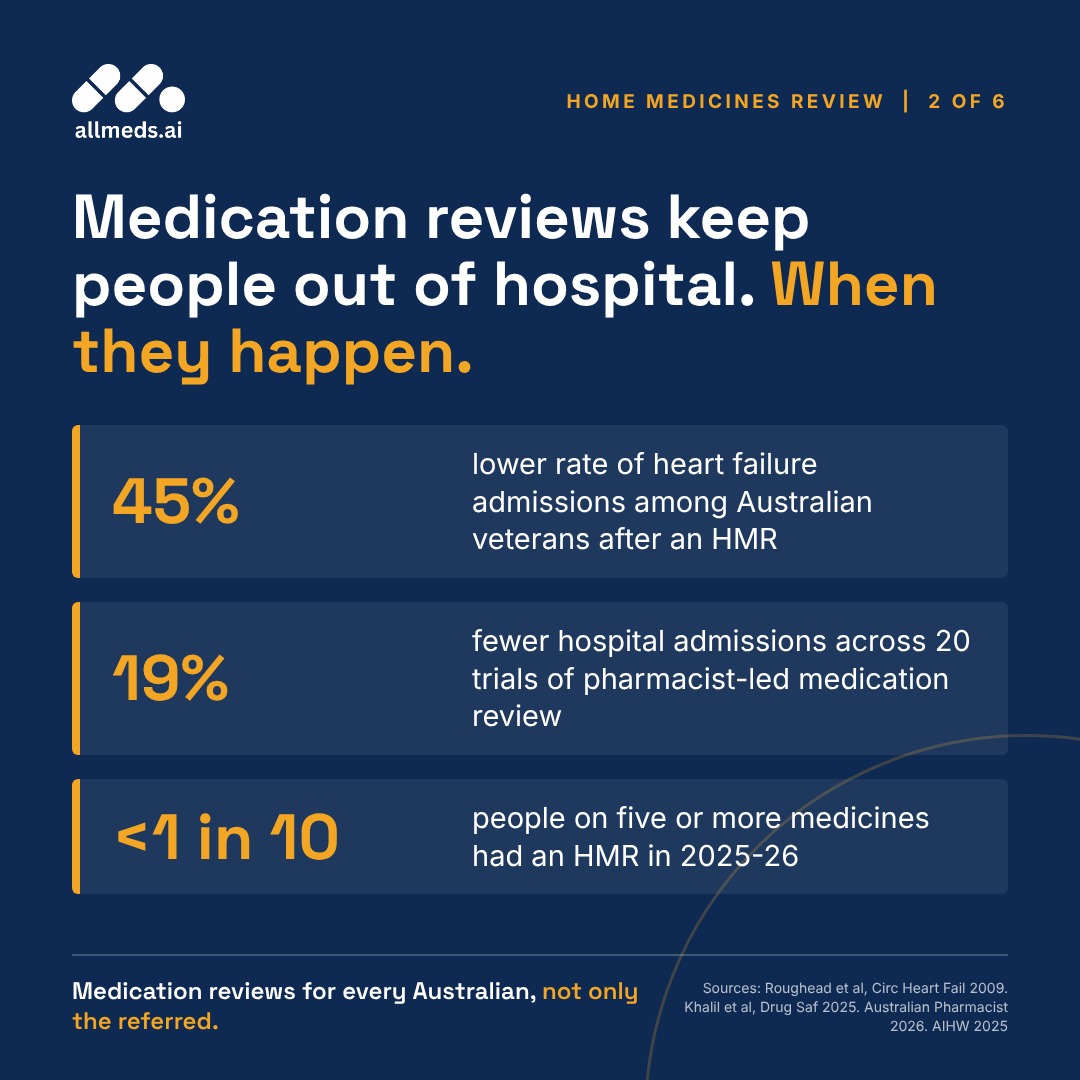 allmeds.ai
HOME MEDICINES REVIEW | 2 OF 6
Medication reviews keep
people out of hospital. When
they happen.
45%
lower rate of heart failure
admissions among Australian
veterans after an HMR
19%
fewer hospital admissions across 20
trials of pharmacist-led medication
review
<1 in 10
people on five or more medicines
had an HMR in 2025-26
Medication reviews for every Australian, not only
the referred.
Sources: Roughead et al, Circ Heart Fail 2009.
Khalil et al, Drug Saf 2025. Australian Pharmacist
2026. AIHW 2025